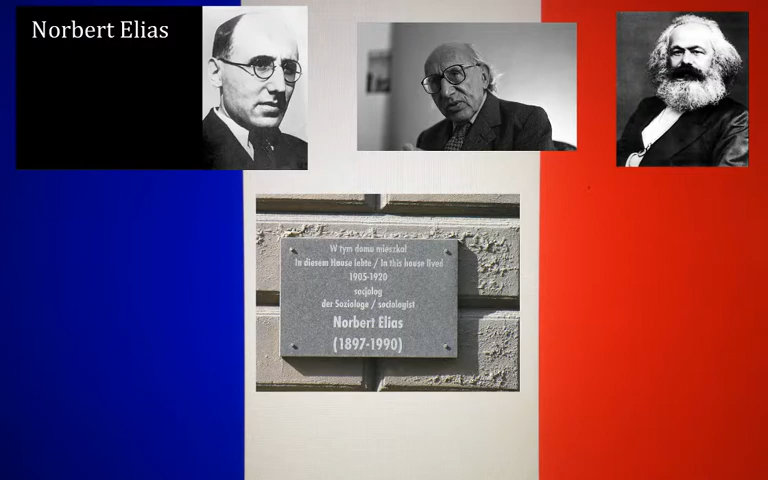 Norbert Elias
W tym domu mieszkał
In diesem Hause lebte / In this house lived
1905-1920
socjolog
der Soziologe / sociologist
Norbert Elias
(1897-1990)